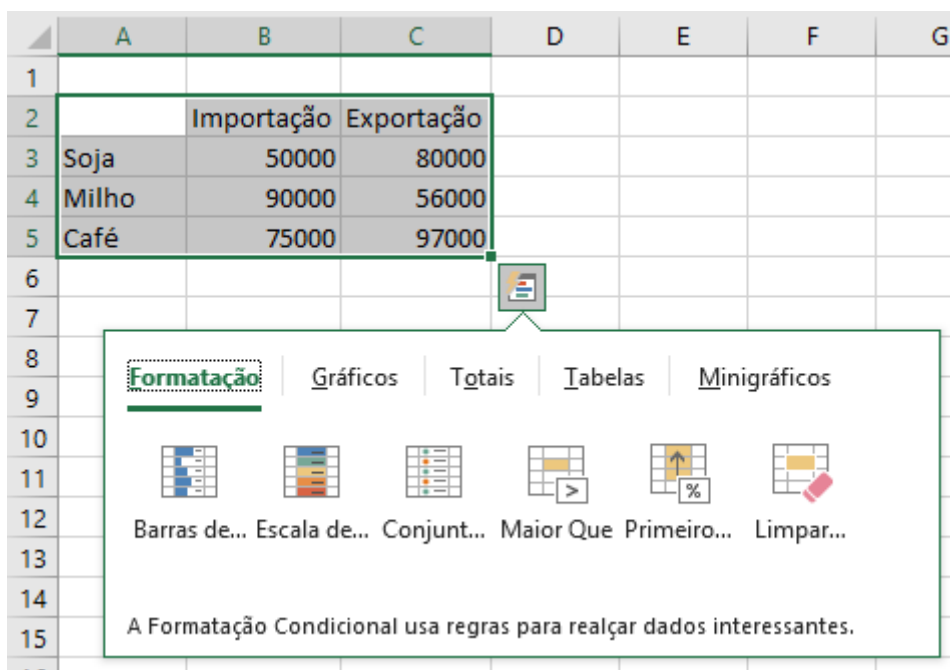 A B C D E F G
1
2 Importação Exportação
3 Soja 50000 80000
4 Milho 90000 56000
5 Café 75000 97000
6
7
8
Formatação Gráficos Totais Tabelas Minigráficos
9
10
11
12
Barras de... Escala de... Conjunt... Maior Que Primeiro... Limpar...
13
14
15
A Formatação Condicional usa regras para realçar dados interessantes.